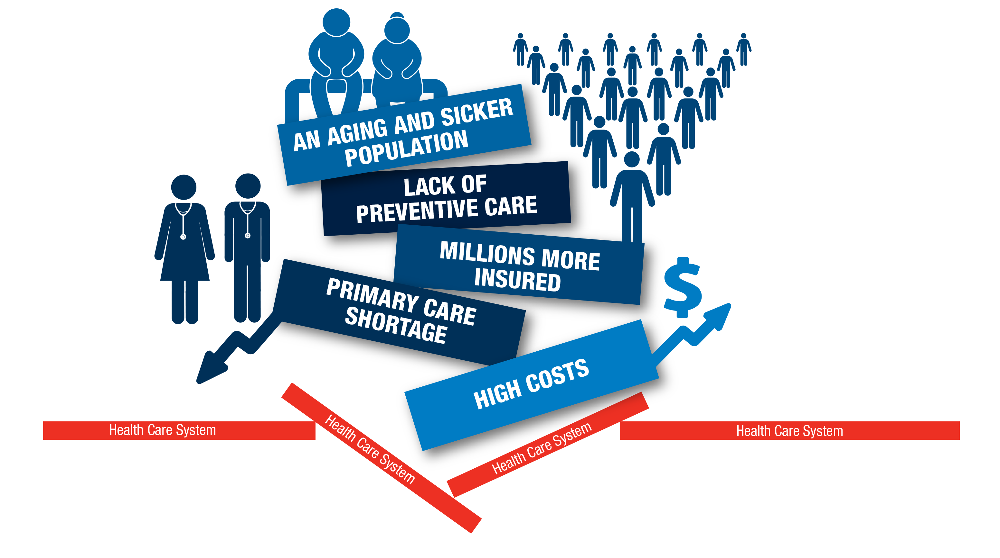 AN AGING AND SICKER
POPULATION
LACK OF
PREVENTIVE CARE
MILLIONS MORE
INSURED
$
PRIMARY CARE
SHORTAGE
HIGH COSTS
Health Care System
Health Care System
Health Care System
Health Care System